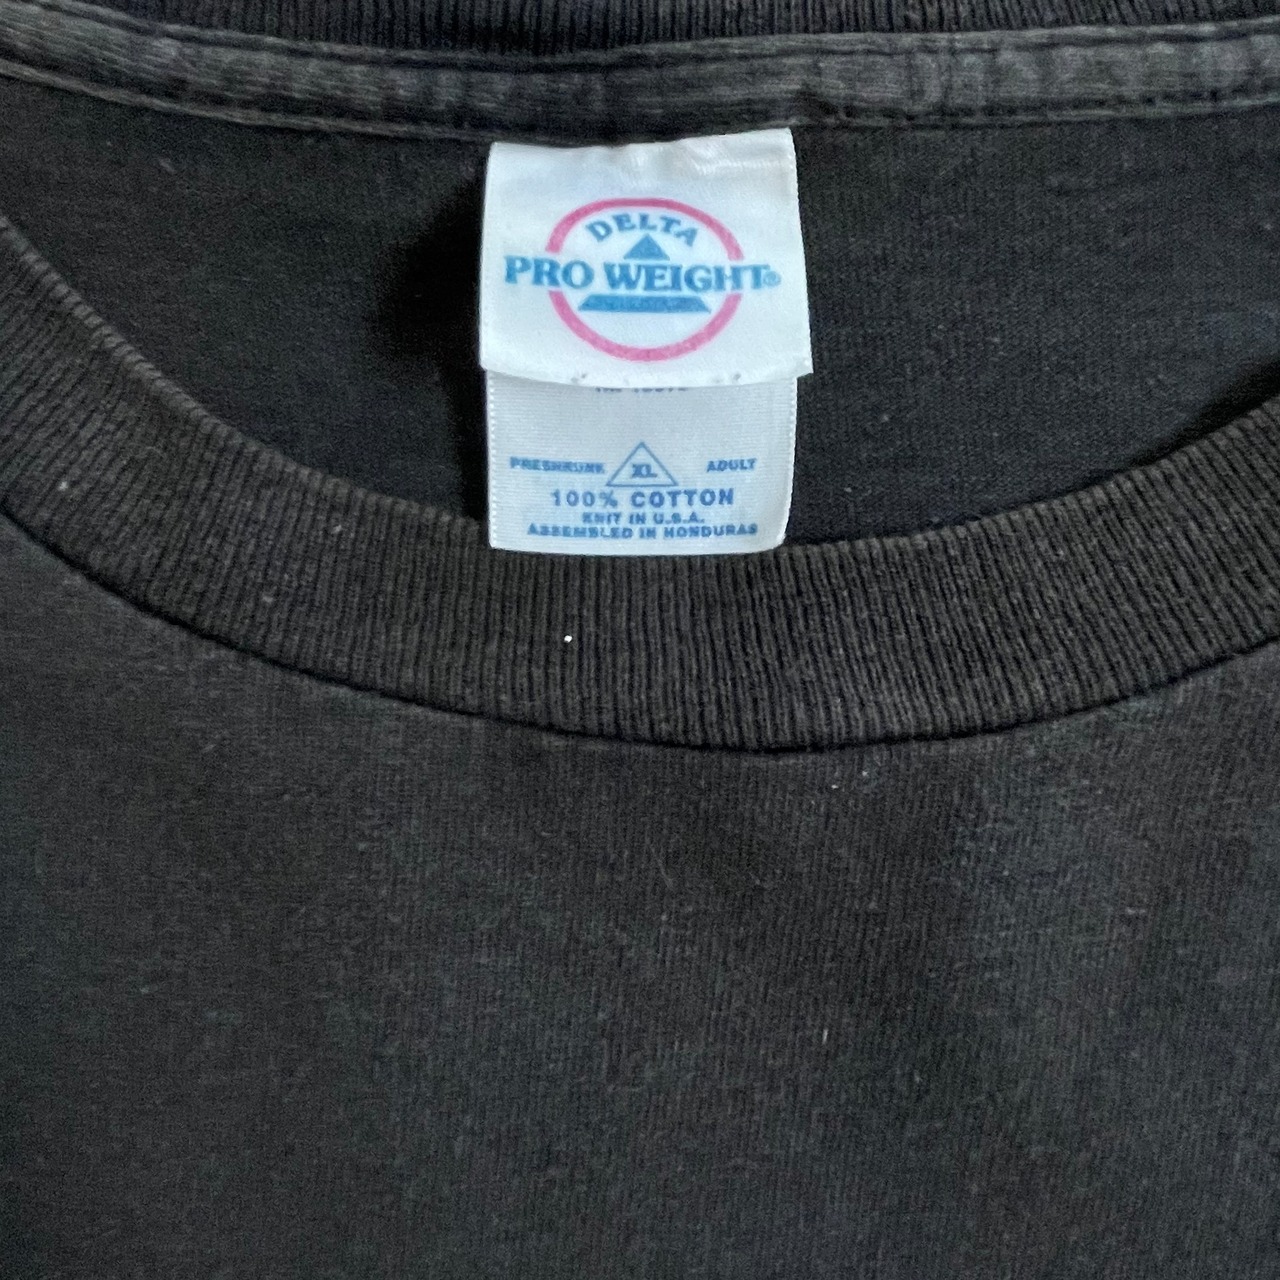 DELTA
PRO WEIGHT®
PRESHRUNK XL ADULT
100% COTTON
KNIT IN U.S.A.
ASSEMBLED IN HONDURAS